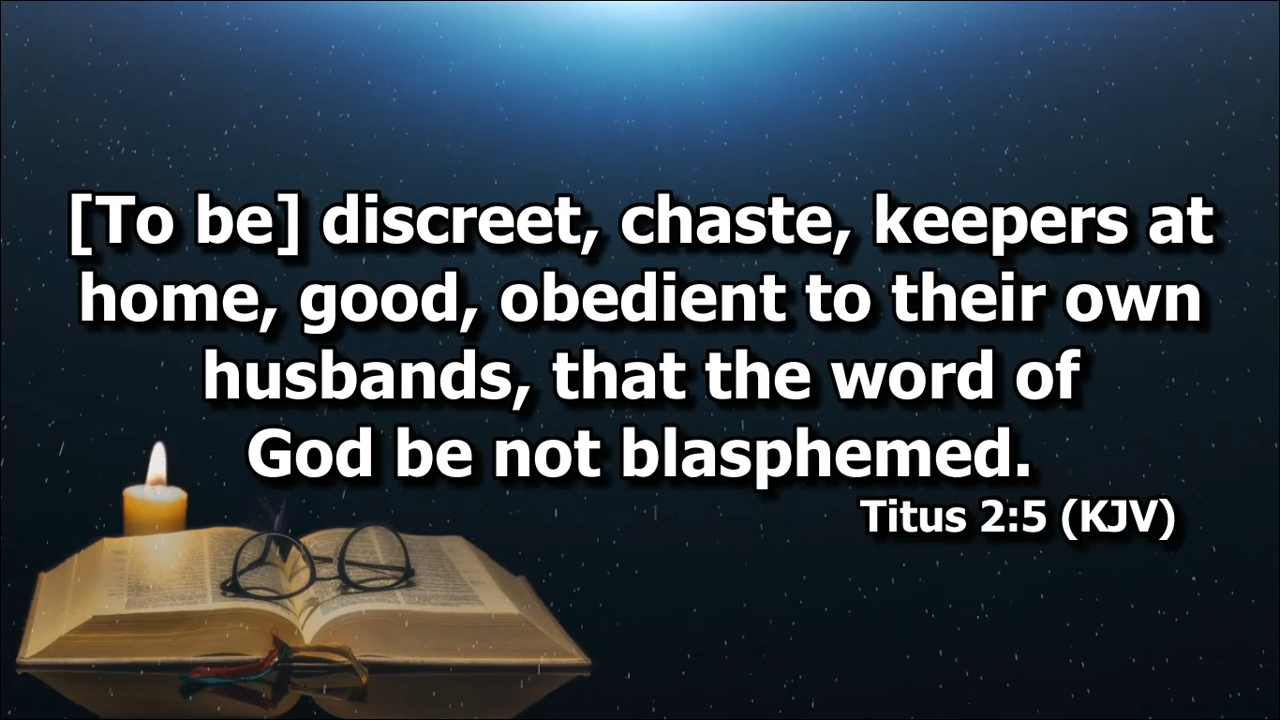 [To be] discreet, chaste, keepers at
home, good, obedient to their own
husbands, that the word of
God be not blasphemed.
Titus 2:5 (KJV)